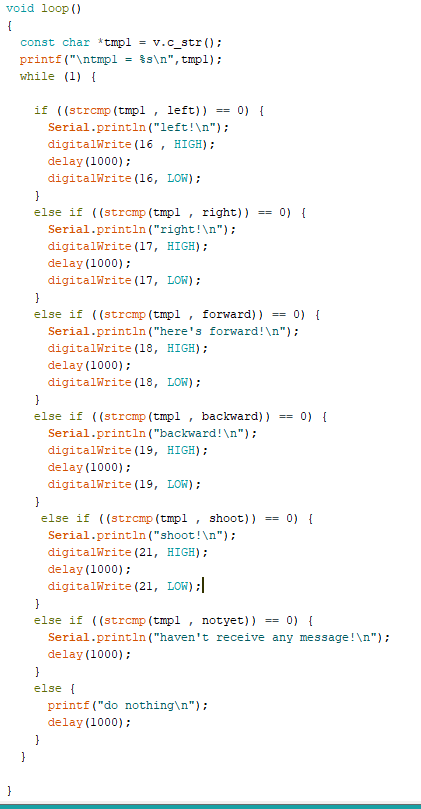 void loop()
{
  const char *tmp1 = v.c_str();
  printf("\ntmp1 = %s\n",tmp1);
  while (1) {
    if ((strcmp(tmp1 , left)) == 0) {
      Serial.println("left!\n");
      digitalWrite(16 , HIGH);
      delay(1000);
      digitalWrite(16, LOW);
    }
    else if ((strcmp(tmp1 , right)) == 0) {
      Serial.println("right!\n");
      digitalWrite(17, HIGH);
      delay(1000);
      digitalWrite(17, LOW);
    }
    else if ((strcmp(tmp1 , forward)) == 0) {
      Serial.println("here's forward!\n");
      digitalWrite(18, HIGH);
      delay(1000);
      digitalWrite(18, LOW);
    }
    else if ((strcmp(tmp1 , backward)) == 0) {
      Serial.println("backward!\n");
      digitalWrite(19, HIGH);
      delay(1000);
      digitalWrite(19, LOW);
    }
     else if ((strcmp(tmp1 , shoot)) == 0) {
      Serial.println("shoot!\n");
      digitalWrite(21, HIGH);
      delay(1000);
      digitalWrite(21, LOW);
    }
    else if ((strcmp(tmp1 , notyet)) == 0) {
      Serial.println("haven't receive any message!\n");
      delay(1000);
    }
    else {
      printf("do nothing\n");
      delay(1000);
    }
  }
}